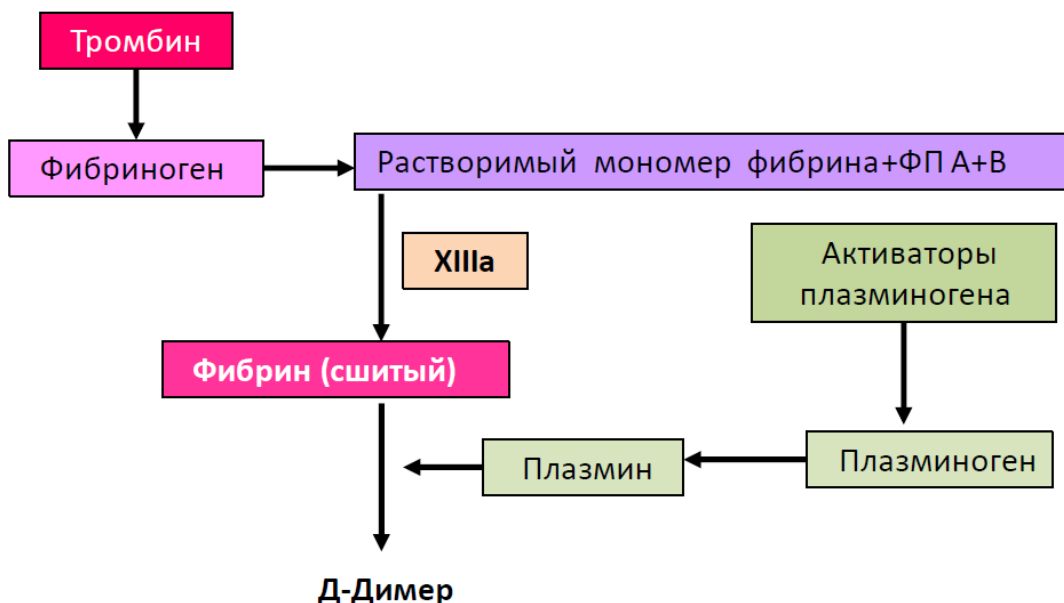 Тромбин
Фибриноген
Растворимый мономер фибрина+ФП А+В
XIIIa
Активаторы
плазминогена
Фибрин (сшитый)
Плазмин
Плазминоген
Д-Димер